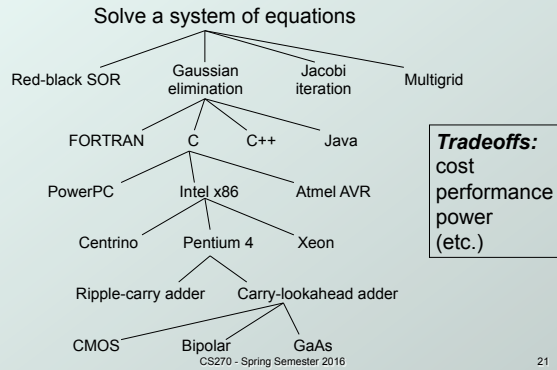 Solve a system of equations
Red-black SOR Gaussian elimination Jacobi iteration Multigrid
FORTRAN C C++ Java
PowerPC Intel x86 Atmel AVR
Centrino Pentium 4 Xeon
Ripple-carry adder Carry-lookahead adder
CMOS Bipolar GaAs
Tradeoffs:
cost
performance
power
(etc.)
CS270 - Spring Semester 2016
21